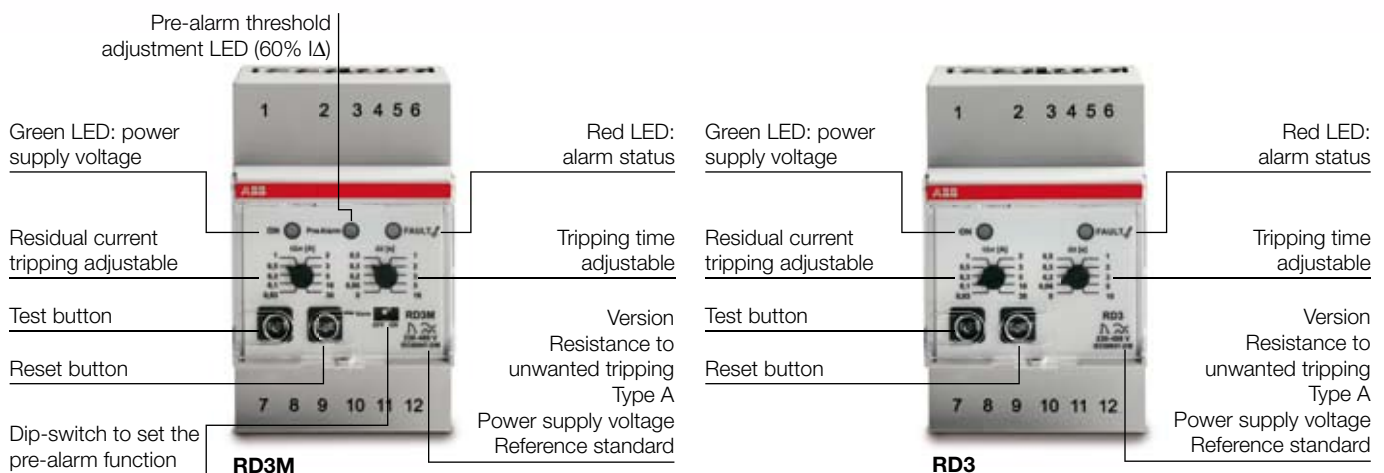 Pre-alarm threshold
adjustment LED (60% I∆)
Green LED: power
supply voltage
Residual current
tripping adjustable
Test button
Reset button
Dip-switch to set the
pre-alarm function
1 2 3 4 5 6
ABB
ON Pre Alarm FAULT
RD3M
7 8 9 10 11 12
RD3M
Red LED:
alarm status
Tripping time
adjustable
Version
Resistance to
unwanted tripping
Type A
Power supply voltage
Reference standard
Green LED: power
supply voltage
Residual current
tripping adjustable
Test button
Reset button
1 2 3 4 5 6
ABB
ON FAULT
RD3
7 8 9 10 11 12
RD3
Red LED:
alarm status
Tripping time
adjustable
Version
Resistance to
unwanted tripping
Type A
Power supply voltage
Reference standard